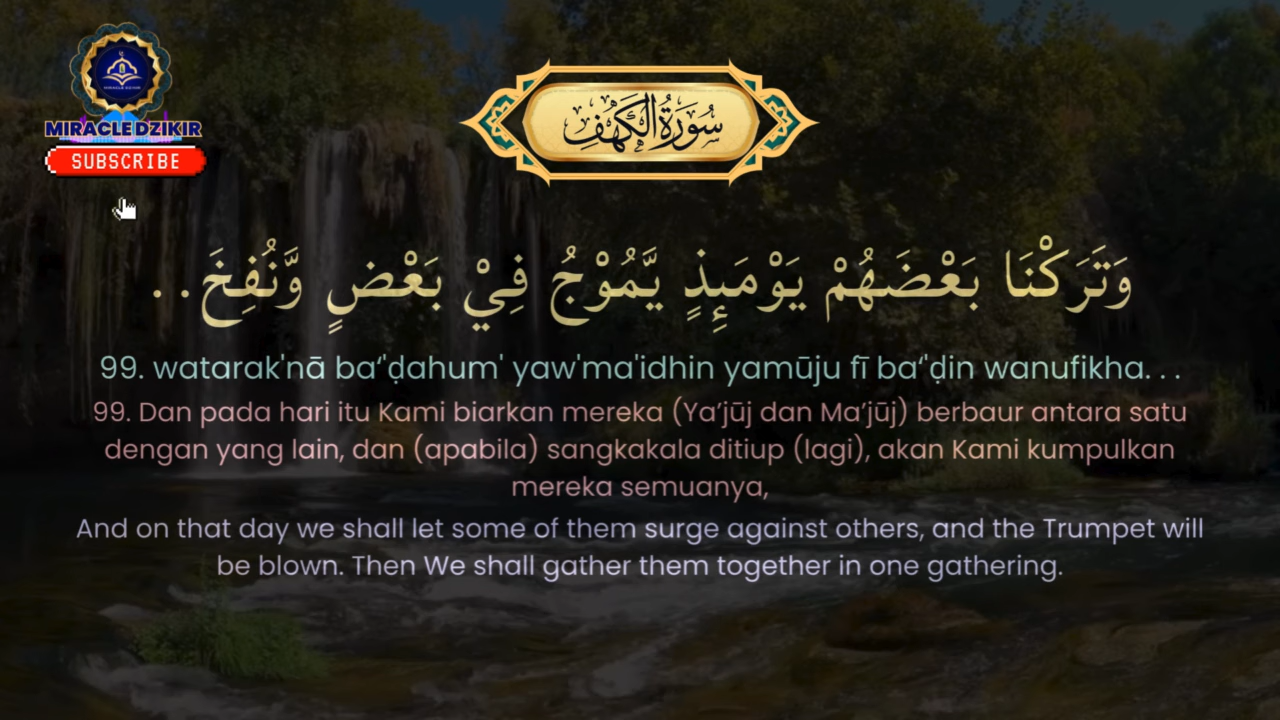 MIRACLE DZIKIR
MIRACLE DZIKIR
SUBSCRIBE
سُورَةُ الْكَهْفِ
وَتَرَكْنَا بَعْضَهُمْ يَوْمَىِٕذٍ يَّمُوْجُ فِيْ بَعْضٍ وَّنُفِخَ. .
99. watarak'nā ba‘'ḍahum' yaw'ma'idhin yamūju fī ba‘'ḍin wanufikha. . .
99. Dan pada hari itu Kami biarkan mereka (Ya’jūj dan Ma’jūj) berbaur antara satu
dengan yang lain, dan (apabila) sangkakala ditiup (lagi), akan Kami kumpulkan
mereka semuanya,
And on that day we shall let some of them surge against others, and the Trumpet will
be blown. Then We shall gather them together in one gathering.